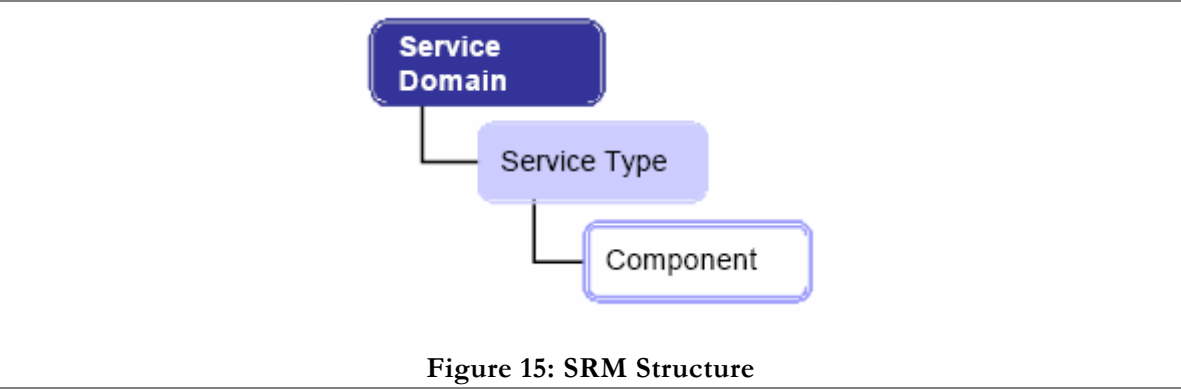 Service
Domain
Service Type
Component
Figure 15: SRM Structure